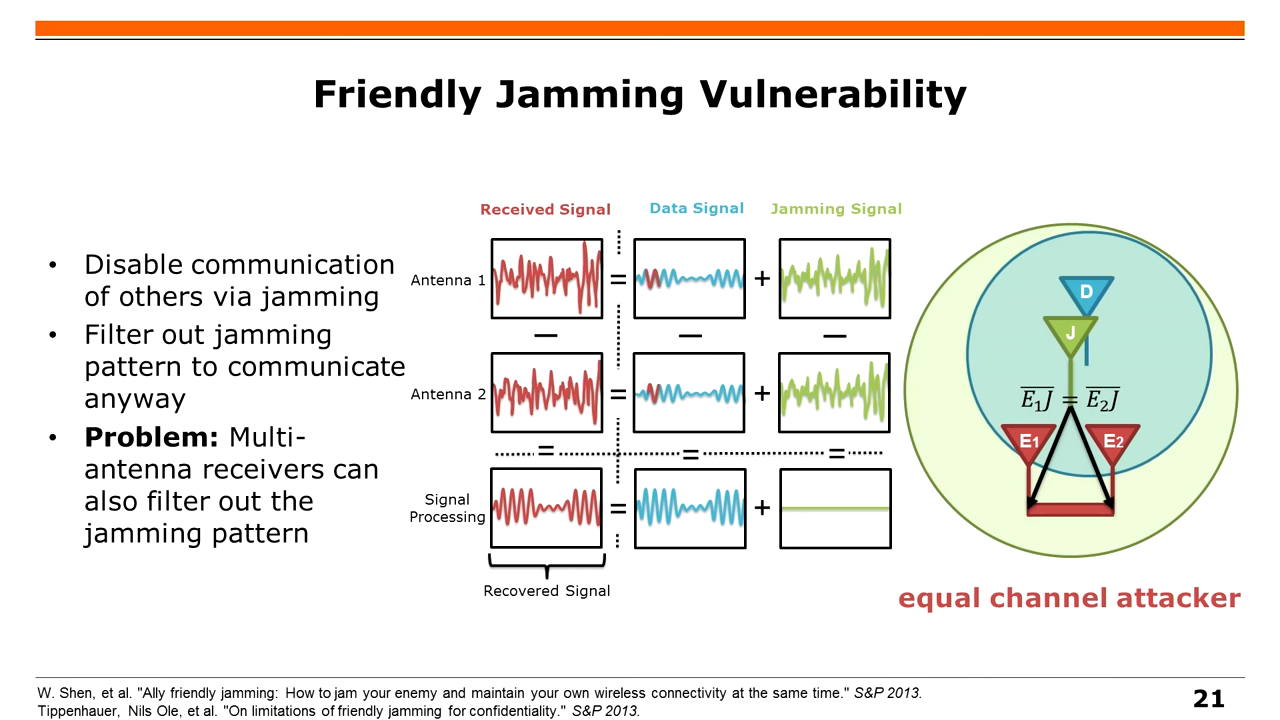 Friendly Jamming Vulnerability
• Disable communication
of others via jamming
• Filter out jamming
pattern to communicate
anyway
• Problem: Multi-
antenna receivers can
also filter out the
jamming pattern
Received Signal Data Signal Jamming Signal
Antenna 1 = +
— — —
Antenna 2 = +
= = =
Signal
Processing = +
Recovered Signal
D
J
E₁J = E₂J
E1 E2
equal channel attacker
W. Shen, et al. "Ally friendly jamming: How to jam your enemy and maintain your own wireless connectivity at the same time." S&P 2013.
Tippenhauer, Nils Ole, et al. "On limitations of friendly jamming for confidentiality." S&P 2013.
21